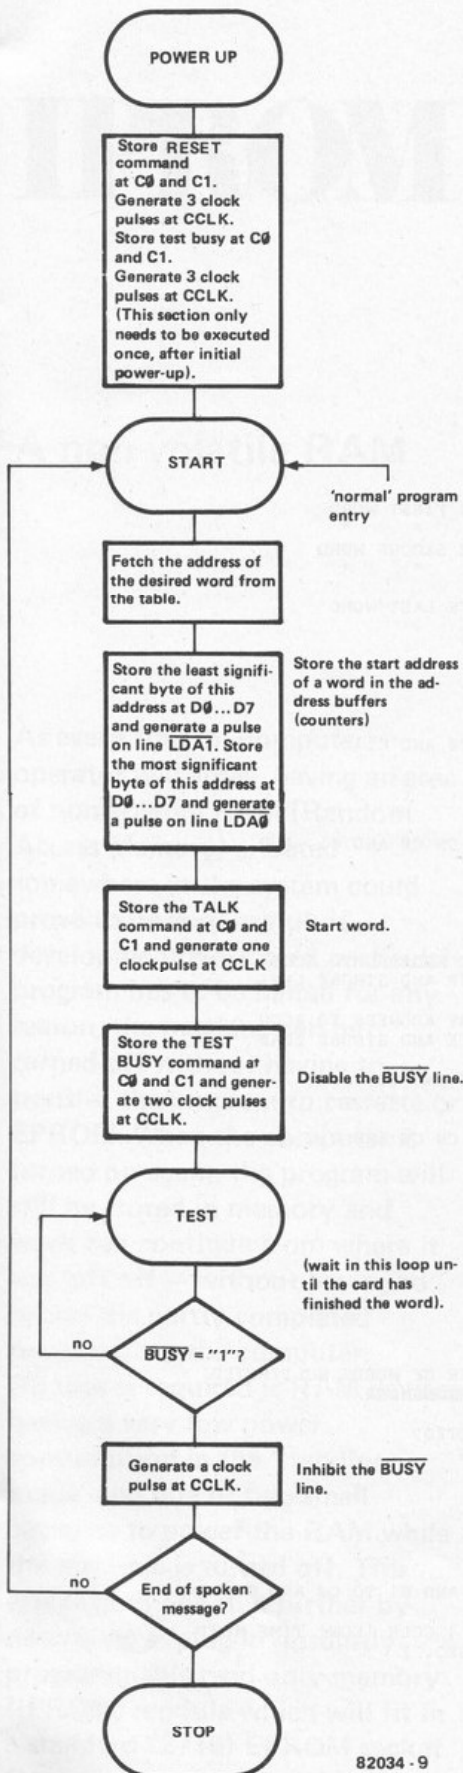 POWER UP
Store RESET
command
at C0 and C1.
Generate 3 clock
pulses at CCLK.
Store test busy at C0
and C1.
Generate 3 clock
pulses at CCLK.
(This section only
needs to be executed
once, after initial
power-up).
START
'normal' program
entry
Fetch the address of
the desired word from
the table.
Store the least signifi-
cant byte of this
address at D0...D7
and generate a pulse
on line LDA1. Store
the most significant
byte of this address at
D0...D7 and generate
a pulse on line LDA0
Store the start address
of a word in the ad-
dress buffers
(counters)
Store the TALK
command at C0 and
C1 and generate one
clockpulse at CCLK
Start word.
Store the TEST
BUSY command at
C0 and C1 and gener-
ate two clock pulses
at CCLK.
Disable the BUSY line.
TEST
(wait in this loop un-
til the card has
finished the word).
no
BUSY = "1"?
Generate a clock
pulse at CCLK.
Inhibit the BUSY
line.
no
End of spoken
message?
STOP
82034 - 9